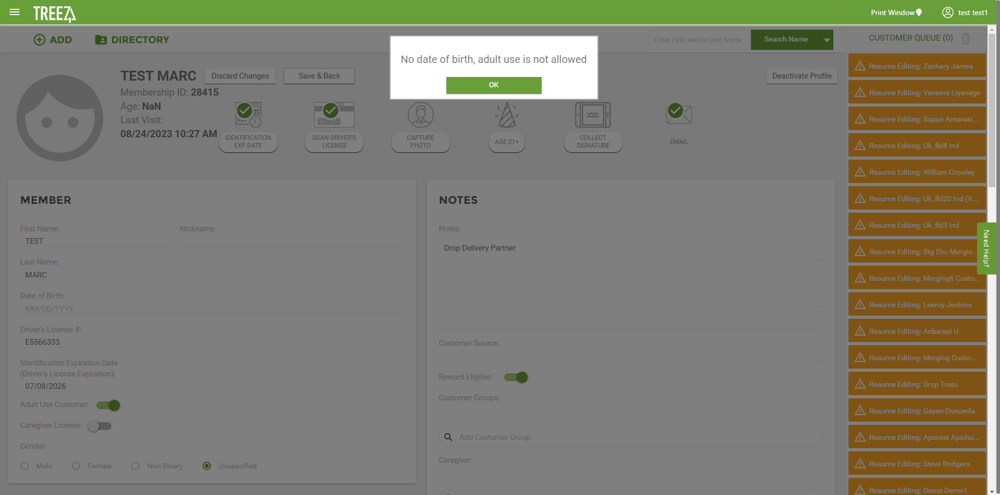 TREEZ
Print Window
test test1
ADD
DIRECTORY
Enter First and/or Last Name
Search Name
CUSTOMER QUEUE (0)
No date of birth, adult use is not allowed
OK
TEST MARC
Discard Changes
Save & Back
Deactivate Profile
Membership ID: 28415
Age: NaN
Last Visit:
08/24/2023 10:27 AM
IDENTIFICATION
EXP DATE
SCAN DRIVER'S
LICENSE
CAPTURE
PHOTO
AGE 21+
COLLECT
SIGNATURE
EMAIL
MEMBER
First Name:
TEST
Nickname:
Last Name:
MARC
Date of Birth:
MM/DD/YYYY
Driver's License #:
E5566333
Identification Expiration Date
(Driver's License Expiration):
07/08/2026
Adult Use Customer
Caregiver License:
Gender:
Male
Female
Non Binary
Unspecified
NOTES
Notes:
Drop Delivery Partner
Customer Source:
Reward Eligible:
Customer Groups:
Add Customer Group
Caregiver:
Resume Editing: Zachary James
Resume Editing: Veneera Liyanage
Resume Editing: Supun Amarasi...
Resume Editing: Uk_fld8 Ind
Resume Editing: William Crowley
Resume Editing: Uk_fld20 Ind (V...
Resume Editing: Uk_fld3 Ind
Resume Editing: Stg Ebc Mergin...
Resume Editing: Merging6 Custo...
Resume Editing: Leeroy Jenkins
Resume Editing: Anbarasi U
Resume Editing: Merging Custo...
Resume Editing: Drop Treez
Resume Editing: Gayan Dunuwila
Resume Editing: Apisviat Apichu...
Resume Editing: Steve Rodgers
Resume Editing: Demo Demo1
Need Help?